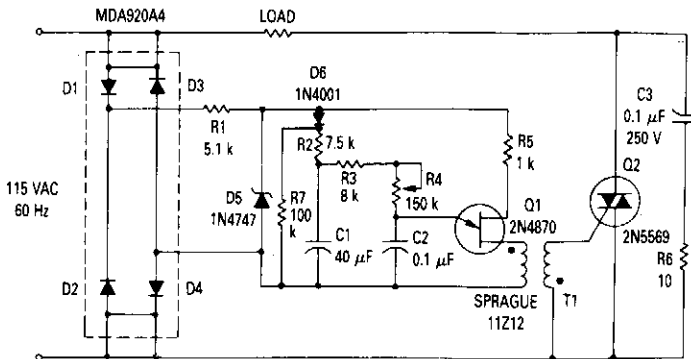 MDA920A4
LOAD
D1
D3
R1
5.1 k
D6
1N4001
R2
7.5 k
R3
8 k
R4
150 k
R5
1 k
C3
0.1 µF
250 V
Q2
2N5569
115 VAC
60 Hz
D5
1N4747
R7
100
k
C1
40 µF
C2
0.1 µF
Q1
2N4870
R6
10
D2
D4
SPRAGUE
11Z12
T1